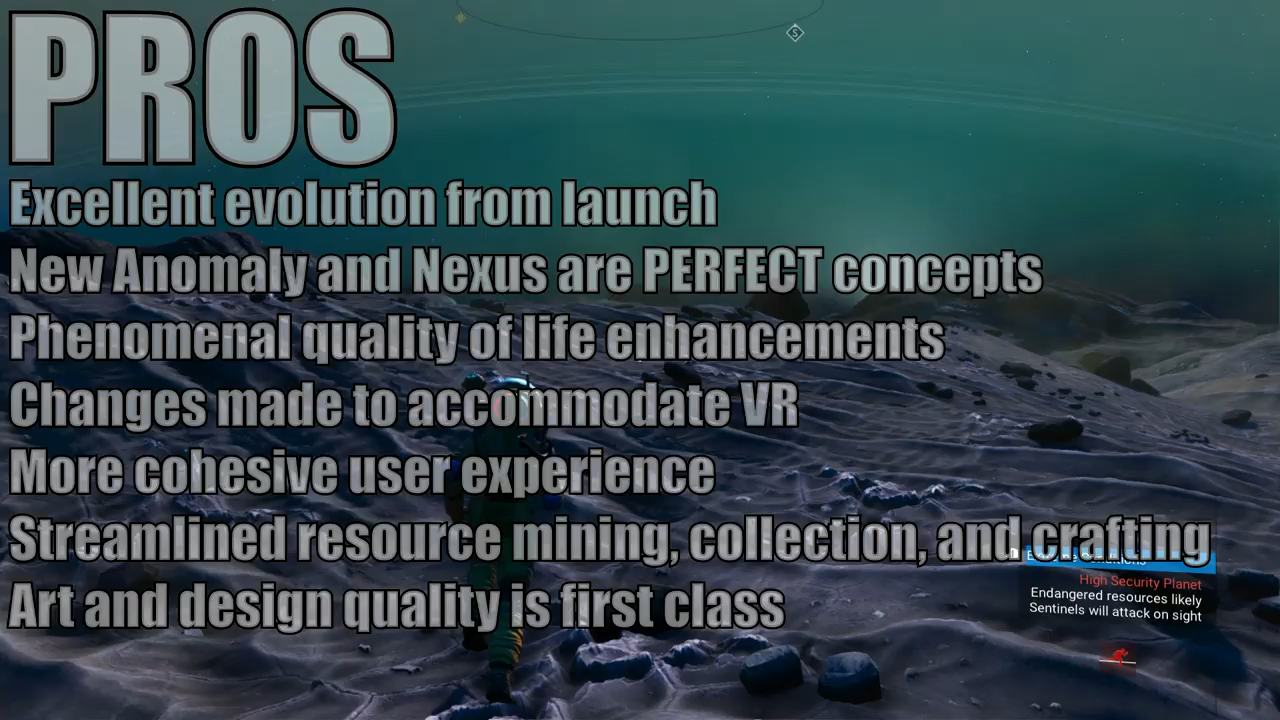 PROS
Excellent evolution from launch
New Anomaly and Nexus are PERFECT concepts
Phenomenal quality of life enhancements
Changes made to accommodate VR
More cohesive user experience
Streamlined resource mining, collection, and crafting
High Security Planet
Endangered resources likely
Sentinels will attack on sight
Art and design quality is first class
S